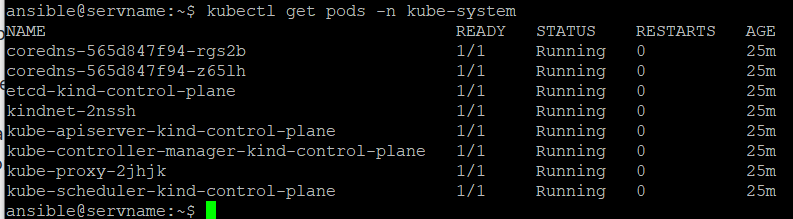 ansible@servname:~$ kubectl get pods -n kube-system
NAME READY STATUS RESTARTS AGE
coredns-565d847f94-rgs2b 1/1 Running 0 25m
coredns-565d847f94-z65lh 1/1 Running 0 25m
etcd-kind-control-plane 1/1 Running 0 25m
kindnet-2nssh 1/1 Running 0 25m
kube-apiserver-kind-control-plane 1/1 Running 0 25m
kube-controller-manager-kind-control-plane 1/1 Running 0 25m
kube-proxy-2jhjk 1/1 Running 0 25m
kube-scheduler-kind-control-plane 1/1 Running 0 25m
ansible@servname:~$